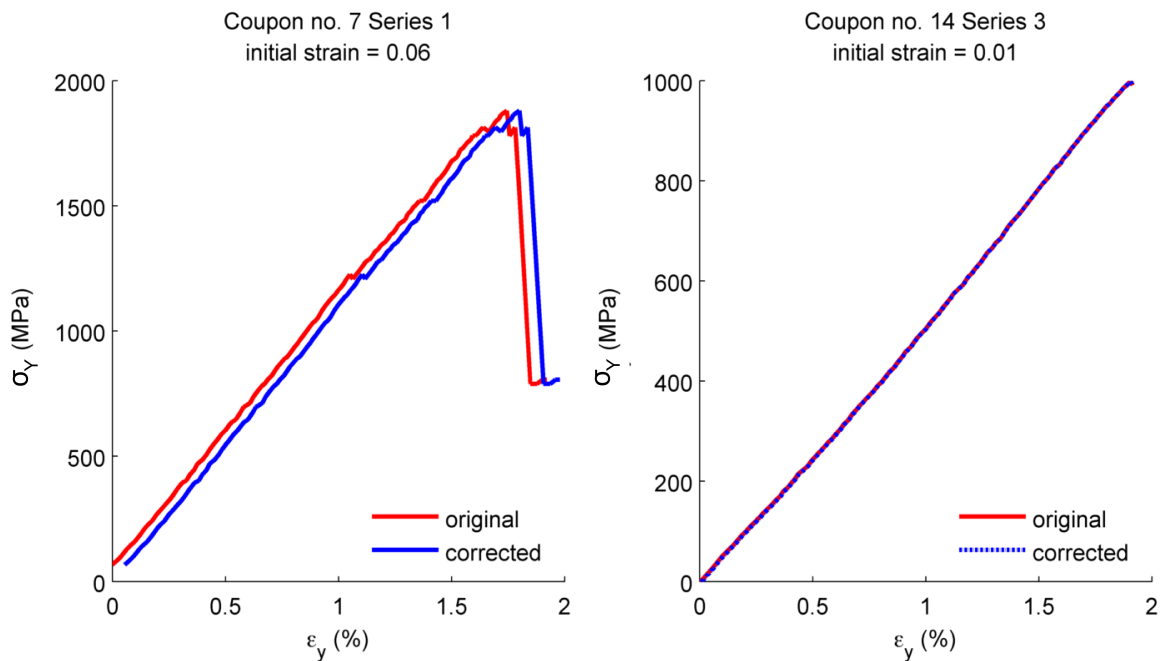 Coupon no. 7 Series 1
initial strain = 0.06
2000
1500
1000
500
0
σY (MPa)
0
0.5
1
1.5
2
εy (%)
original
corrected
Coupon no. 14 Series 3
initial strain = 0.01
1000
800
600
400
200
0
σY (MPa)
0
0.5
1
1.5
2
εy (%)
original
corrected